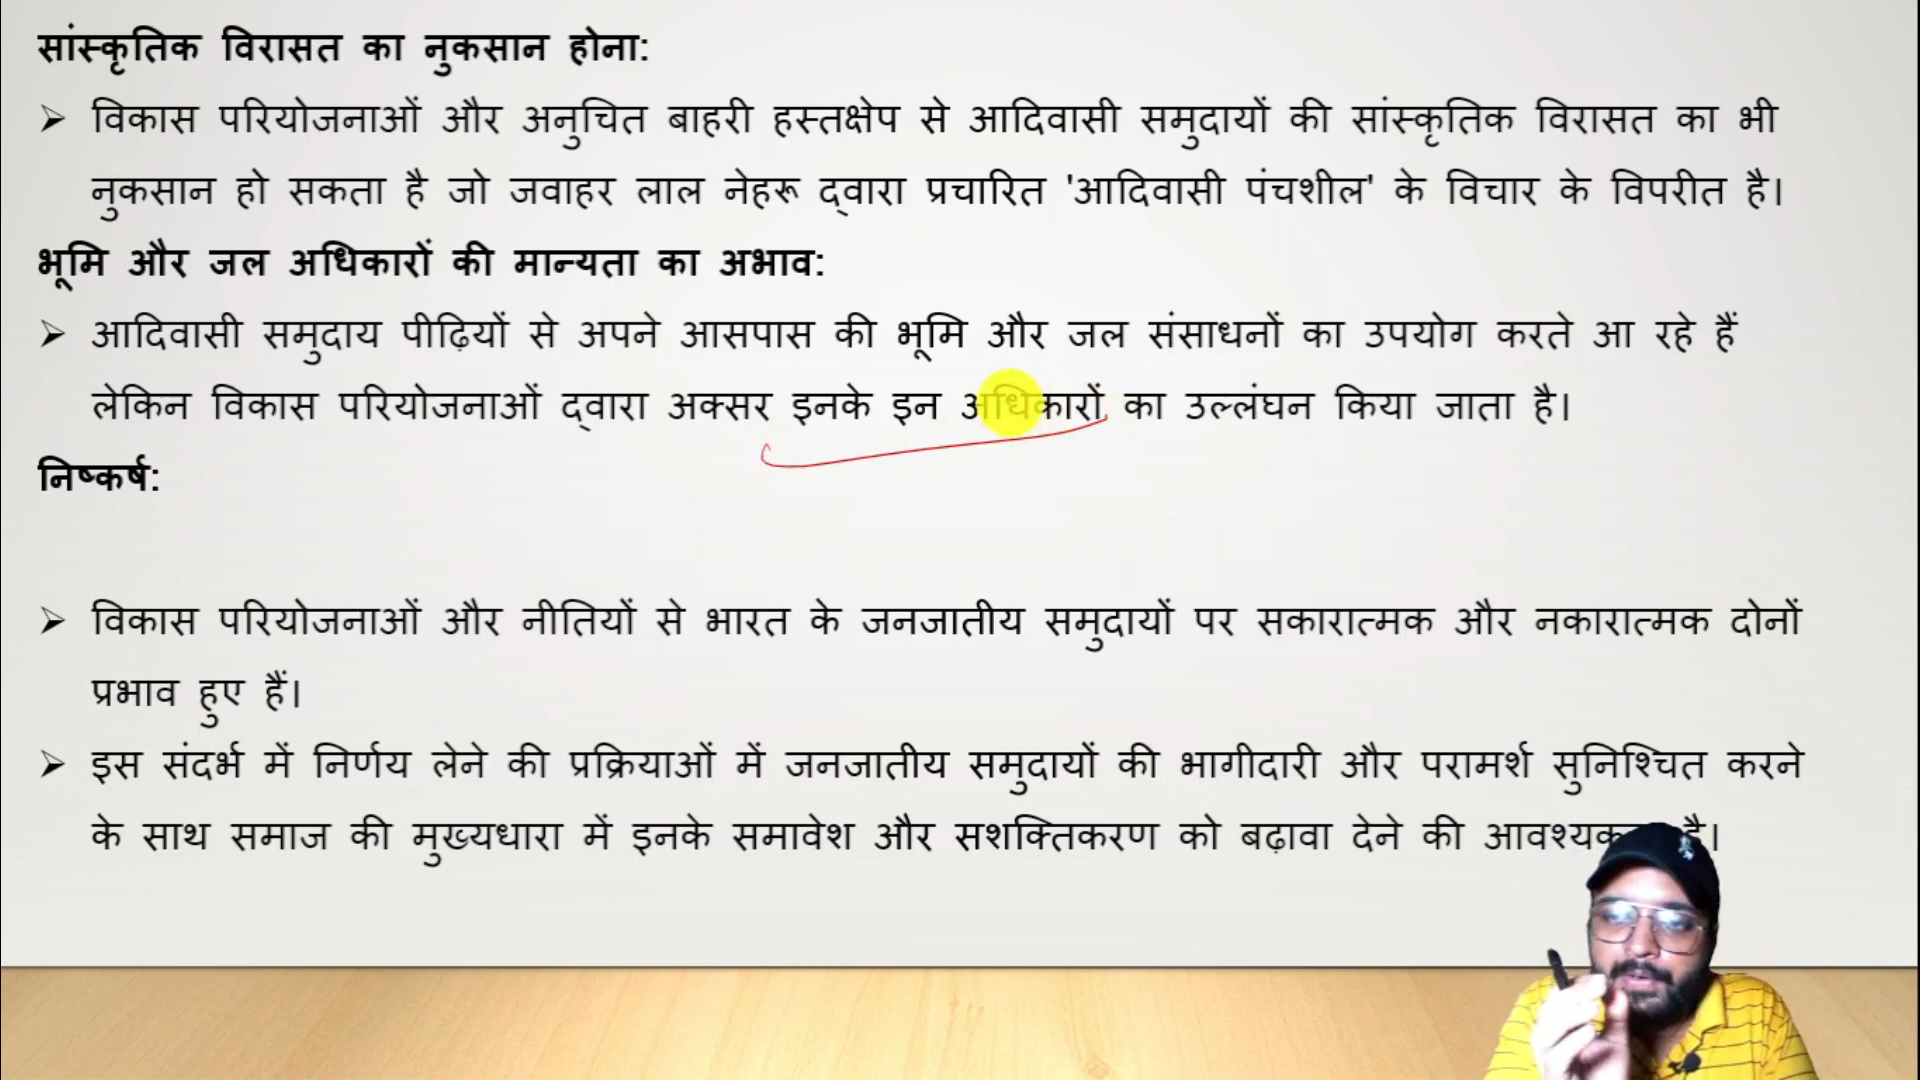 सांस्कृतिक विरासत का नुकसान होना:
➢ विकास परियोजनाओं और अनुचित बाहरी हस्तक्षेप से आदिवासी समुदायों की सांस्कृतिक विरासत का भी
नुकसान हो सकता है जो जवाहर लाल नेहरू द्वारा प्रचारित 'आदिवासी पंचशील' के विचार के विपरीत है।
भूमि और जल अधिकारों की मान्यता का अभाव:
➢ आदिवासी समुदाय पीढ़ियों से अपने आसपास की भूमि और जल संसाधनों का उपयोग करते आ रहे हैं
लेकिन विकास परियोजनाओं द्वारा अक्सर इनके इन अधिकारों का उल्लंघन किया जाता है।
निष्कर्ष:
➢ विकास परियोजनाओं और नीतियों से भारत के जनजातीय समुदायों पर सकारात्मक और नकारात्मक दोनों
प्रभाव हुए हैं।
➢ इस संदर्भ में निर्णय लेने की प्रक्रियाओं में जनजातीय समुदायों की भागीदारी और परामर्श सुनिश्चित करने
के साथ समाज की मुख्यधारा में इनके समावेश और सशक्तिकरण को बढ़ावा देने की है।